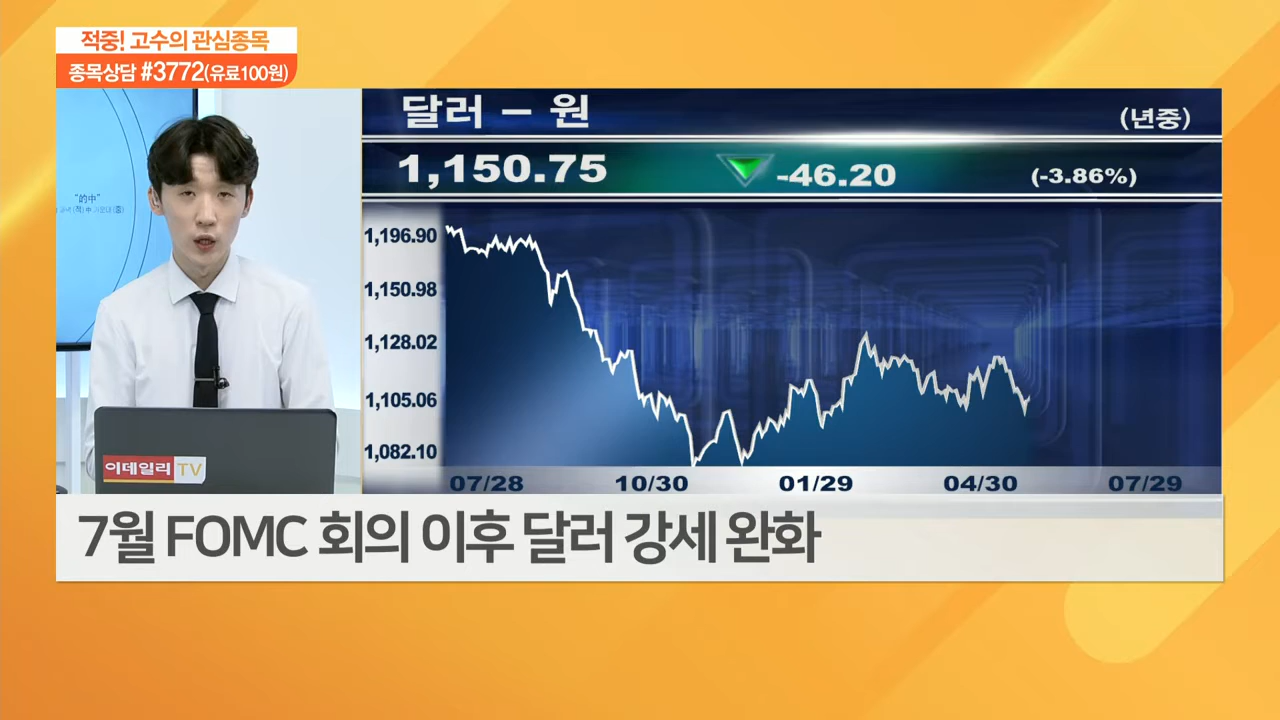 적중! 고수의 관심종목
종목상담 #3772(유료100원)
"的中"
달러 – 원
(년중)
1,150.75
-46.20
(-3.86%)
1,196.90
1,150.98
1,128.02
1,105.06
1,082.10
07/28
10/30
01/29
04/30
07/29
이데일리 TV
7월 FOMC 회의 이후 달러 강세 완화